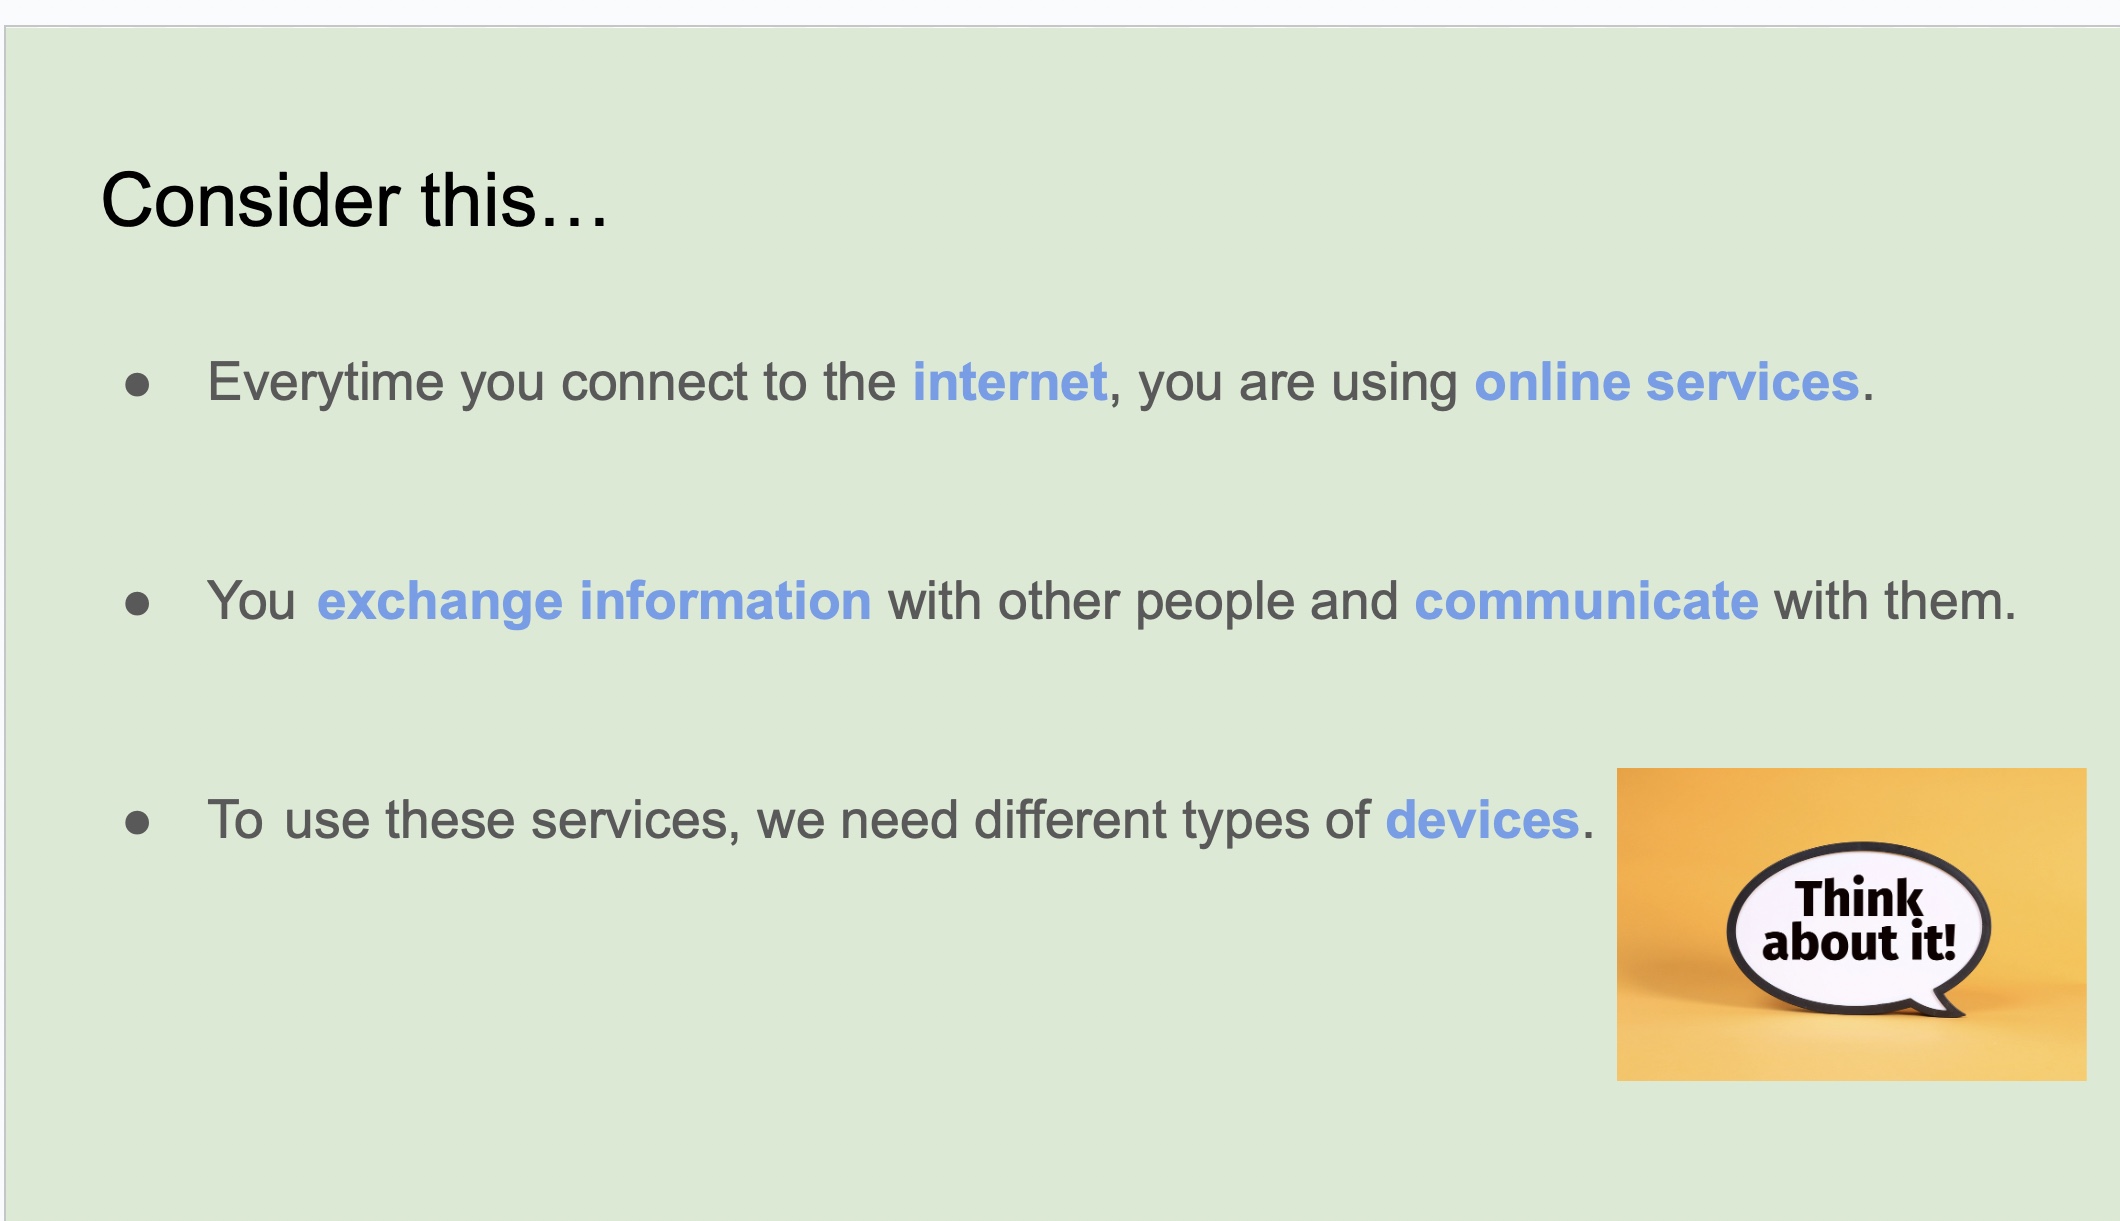 Consider this…
● Everytime you connect to the internet, you are using online services.
● You exchange information with other people and communicate with them.
● To use these services, we need different types of devices.
Think
about it!